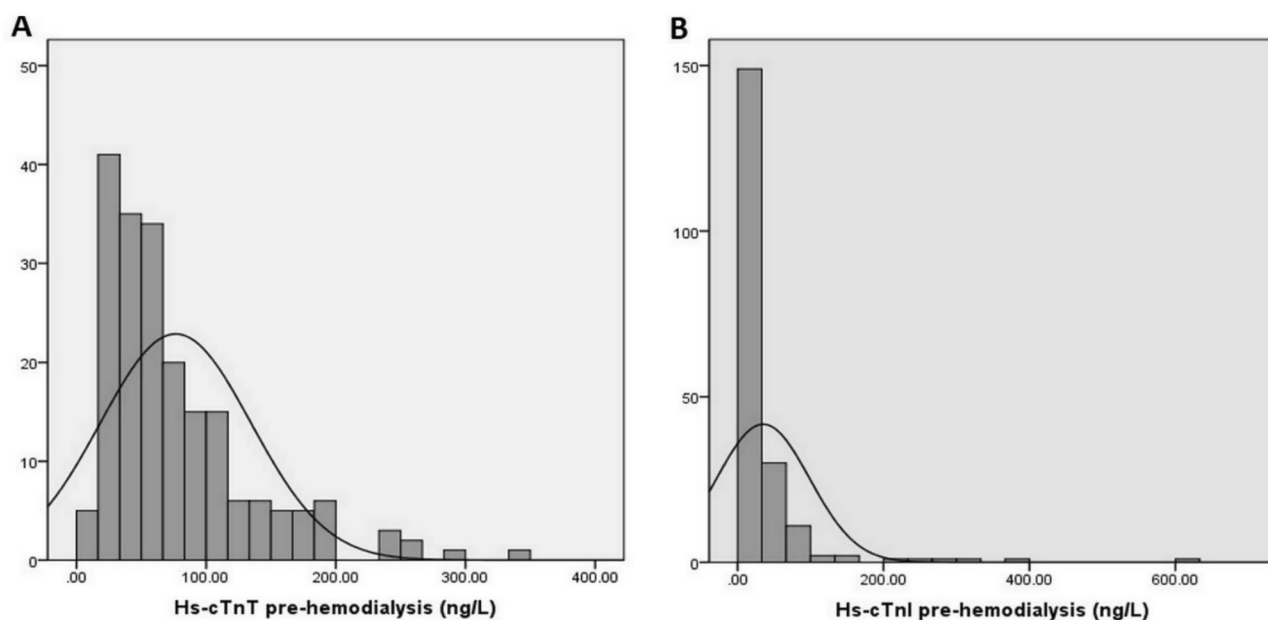 A
50
40
30
20
10
0
.00 100.00 200.00 300.00 400.00
Hs-cTnT pre-hemodialysis (ng/L)
B
150
100
50
0
.00 200.00 400.00 600.00
Hs-cTnI pre-hemodialysis (ng/L)